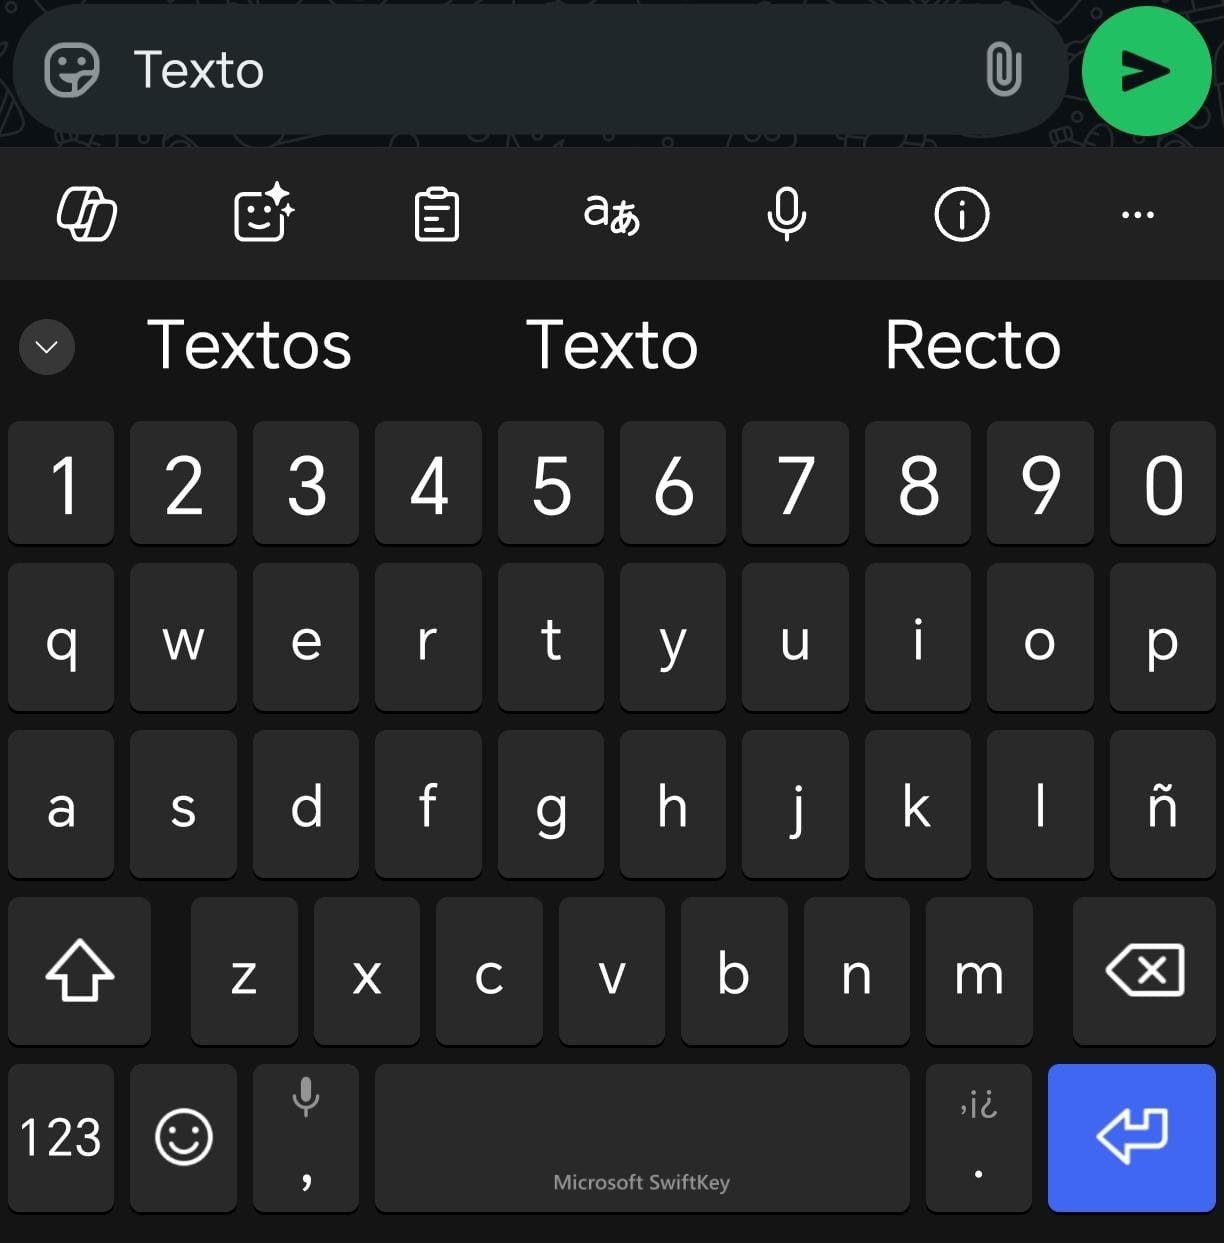 Texto
aあ
Textos Texto Recto
1 2 3 4 5 6 7 8 9 0
q w e r t y u i o p
a s d f g h j k l ñ
z x c v b n m
123 , Microsoft SwiftKey ,¡¿ .